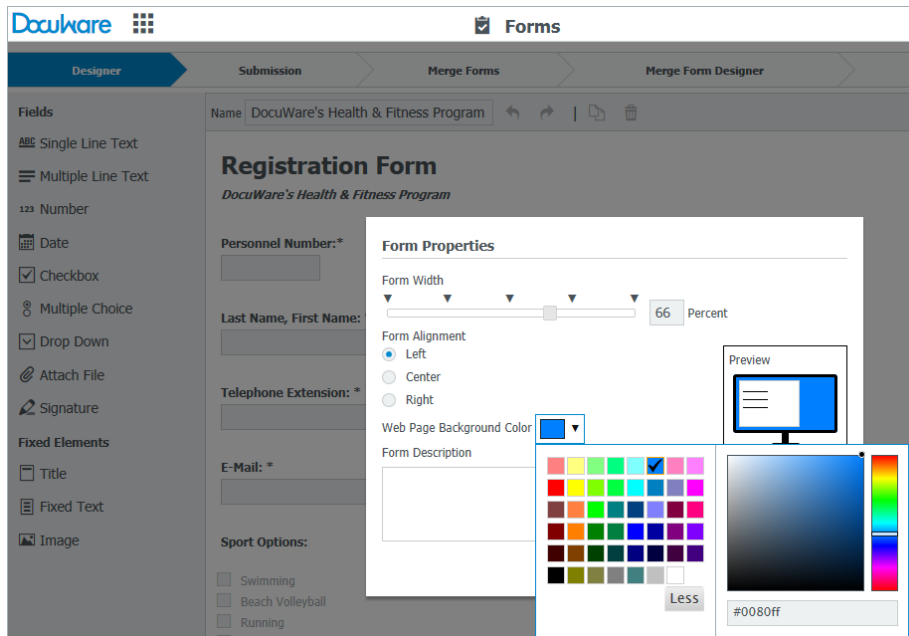 DocuWare
Forms
Designer
Submission
Merge Forms
Merge Form Designer
Fields
ABC Single Line Text
Multiple Line Text
123 Number
Date
Checkbox
Multiple Choice
Drop Down
Attach File
Signature
Fixed Elements
Title
Fixed Text
Image
Name DocuWare's Health & Fitness Program
Registration Form
DocuWare's Health & Fitness Program
Personnel Number:*
Last Name, First Name:
Telephone Extension: *
E-Mail: *
Sport Options:
Swimming
Beach Volleyball
Running
Form Properties
Form Width
66 Percent
Form Alignment
Left
Center
Right
Web Page Background Color
Form Description
Preview
Less
#0080ff